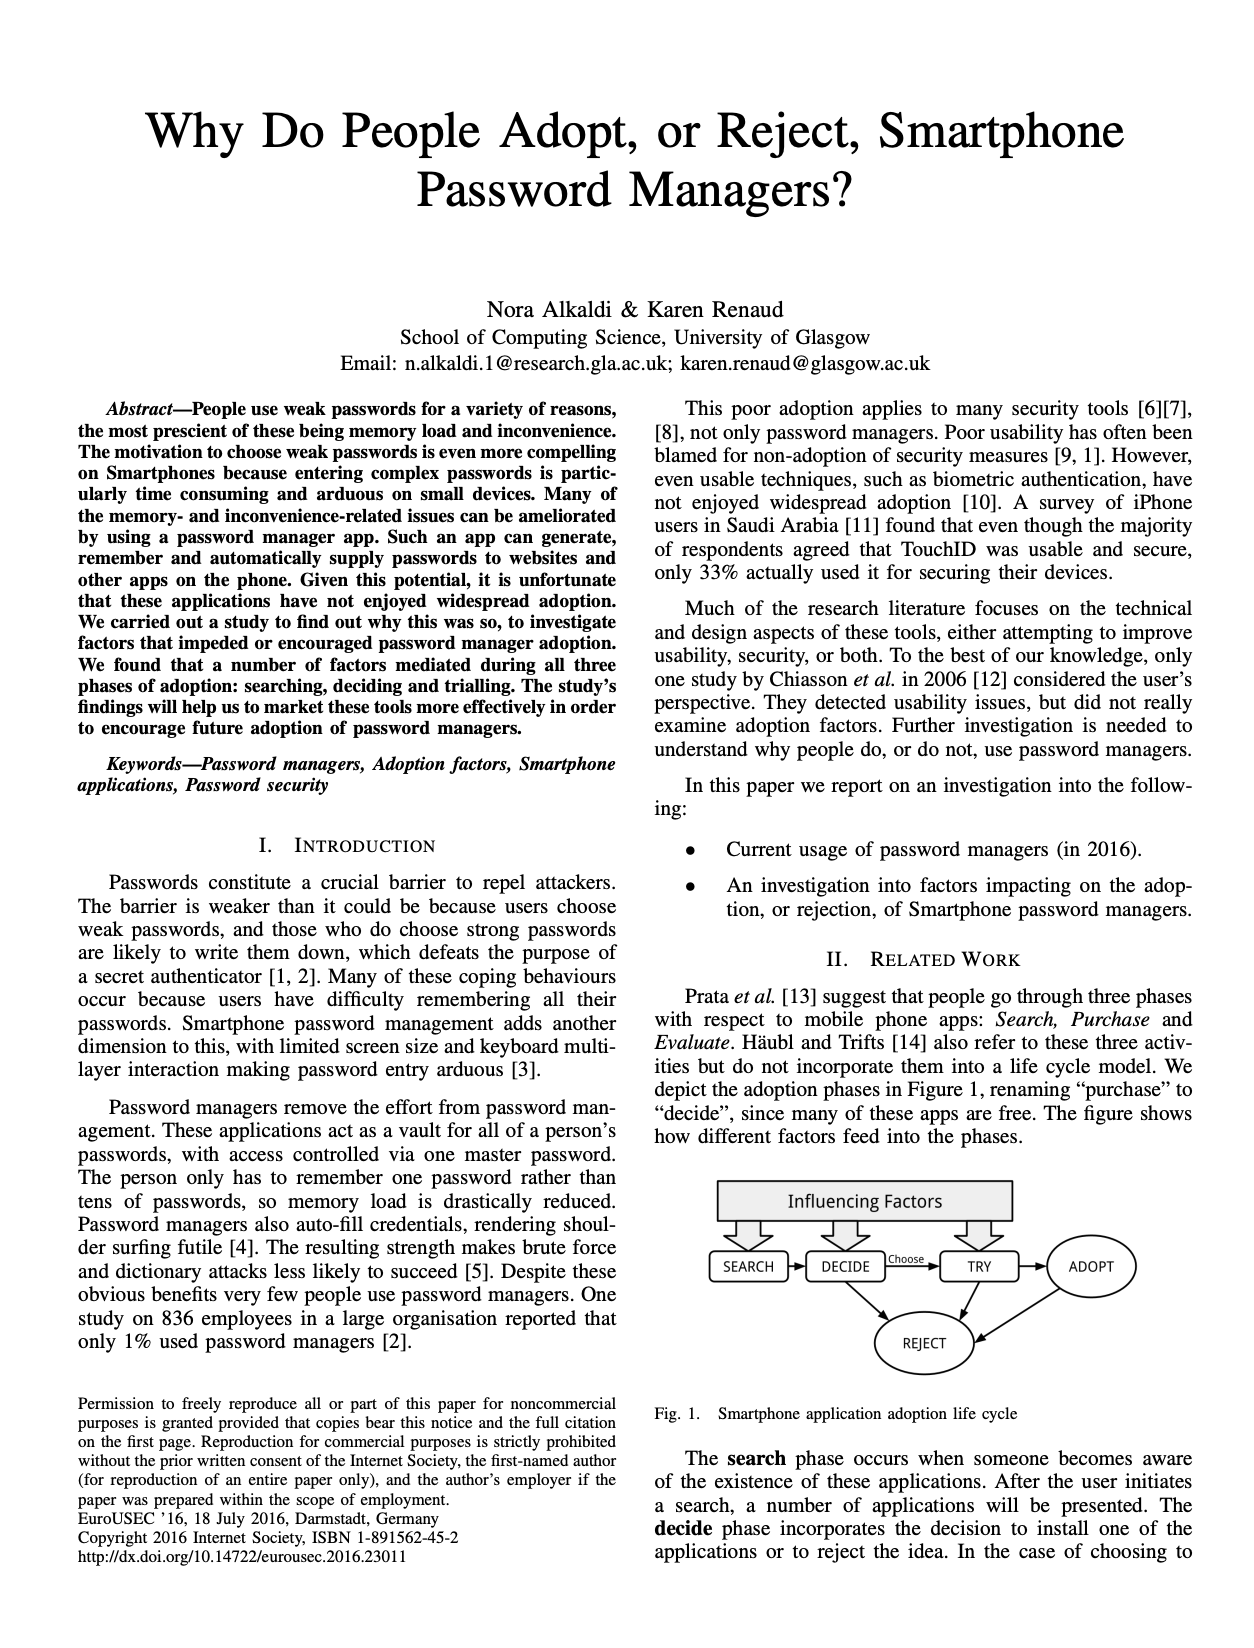 Why Do People Adopt, or Reject, Smartphone
Password Managers?
Nora Alkaldi & Karen Renaud
School of Computing Science, University of Glasgow
Email: n.alkaldi.1@research.gla.ac.uk; karen.renaud@glasgow.ac.uk
Abstract—People use weak passwords for a variety of reasons,
the most prescient of these being memory load and inconvenience.
The motivation to choose weak passwords is even more compelling
on Smartphones because entering complex passwords is partic-
ularly time consuming and arduous on small devices. Many of
the memory- and inconvenience-related issues can be ameliorated
by using a password manager app. Such an app can generate,
remember and automatically supply passwords to websites and
other apps on the phone. Given this potential, it is unfortunate
that these applications have not enjoyed widespread adoption.
We carried out a study to find out why this was so, to investigate
factors that impeded or encouraged password manager adoption.
We found that a number of factors mediated during all three
phases of adoption: searching, deciding and trialling. The study's
findings will help us to market these tools more effectively in order
to encourage future adoption of password managers.
Keywords—Password managers, Adoption factors, Smartphone
applications, Password security
I. INTRODUCTION
Passwords constitute a crucial barrier to repel attackers.
The barrier is weaker than it could be because users choose
weak passwords, and those who do choose strong passwords
are likely to write them down, which defeats the purpose of
a secret authenticator [1, 2]. Many of these coping behaviours
occur because users have difficulty remembering all their
passwords. Smartphone password management adds another
dimension to this, with limited screen size and keyboard multi-
layer interaction making password entry arduous [3].
Password managers remove the effort from password man-
agement. These applications act as a vault for all of a person's
passwords, with access controlled via one master password.
The person only has to remember one password rather than
tens of passwords, so memory load is drastically reduced.
Password managers also auto-fill credentials, rendering shoul-
der surfing futile [4]. The resulting strength makes brute force
and dictionary attacks less likely to succeed [5]. Despite these
obvious benefits very few people use password managers. One
study on 836 employees in a large organisation reported that
only 1% used password managers [2].
Permission to freely reproduce all or part of this paper for noncommercial
purposes is granted provided that copies bear this notice and the full citation
on the first page. Reproduction for commercial purposes is strictly prohibited
without the prior written consent of the Internet Society, the first-named author
(for reproduction of an entire paper only), and the author's employer if the
paper was prepared within the scope of employment.
EuroUSEC '16, 18 July 2016, Darmstadt, Germany
Copyright 2016 Internet Society, ISBN 1-891562-45-2
http://dx.doi.org/10.14722/eurousec.2016.23011
This poor adoption applies to many security tools [6][7],
[8], not only password managers. Poor usability has often been
blamed for non-adoption of security measures [9, 1]. However,
even usable techniques, such as biometric authentication, have
not enjoyed widespread adoption [10]. A survey of iPhone
users in Saudi Arabia [11] found that even though the majority
of respondents agreed that TouchID was usable and secure,
only 33% actually used it for securing their devices.
Much of the research literature focuses on the technical
and design aspects of these tools, either attempting to improve
usability, security, or both. To the best of our knowledge, only
one study by Chiasson et al. in 2006 [12] considered the user's
perspective. They detected usability issues, but did not really
examine adoption factors. Further investigation is needed to
understand why people do, or do not, use password managers.
In this paper we report on an investigation into the follow-
ing:
• Current usage of password managers (in 2016).
• An investigation into factors impacting on the adop-
tion, or rejection, of Smartphone password managers.
II. RELATED WORK
Prata et al. [13] suggest that people go through three phases
with respect to mobile phone apps: Search, Purchase and
Evaluate. Häubl and Trifts [14] also refer to these three activ-
ities but do not incorporate them into a life cycle model. We
depict the adoption phases in Figure 1, renaming “purchase” to
“decide”, since many of these apps are free. The figure shows
how different factors feed into the phases.
Influencing Factors
SEARCH DECIDE Choose TRY ADOPT
REJECT
Fig. 1. Smartphone application adoption life cycle
The search phase occurs when someone becomes aware
of the existence of these applications. After the user initiates
a search, a number of applications will be presented. The
decide phase incorporates the decision to install one of the
applications or to reject the idea. In the case of choosing to